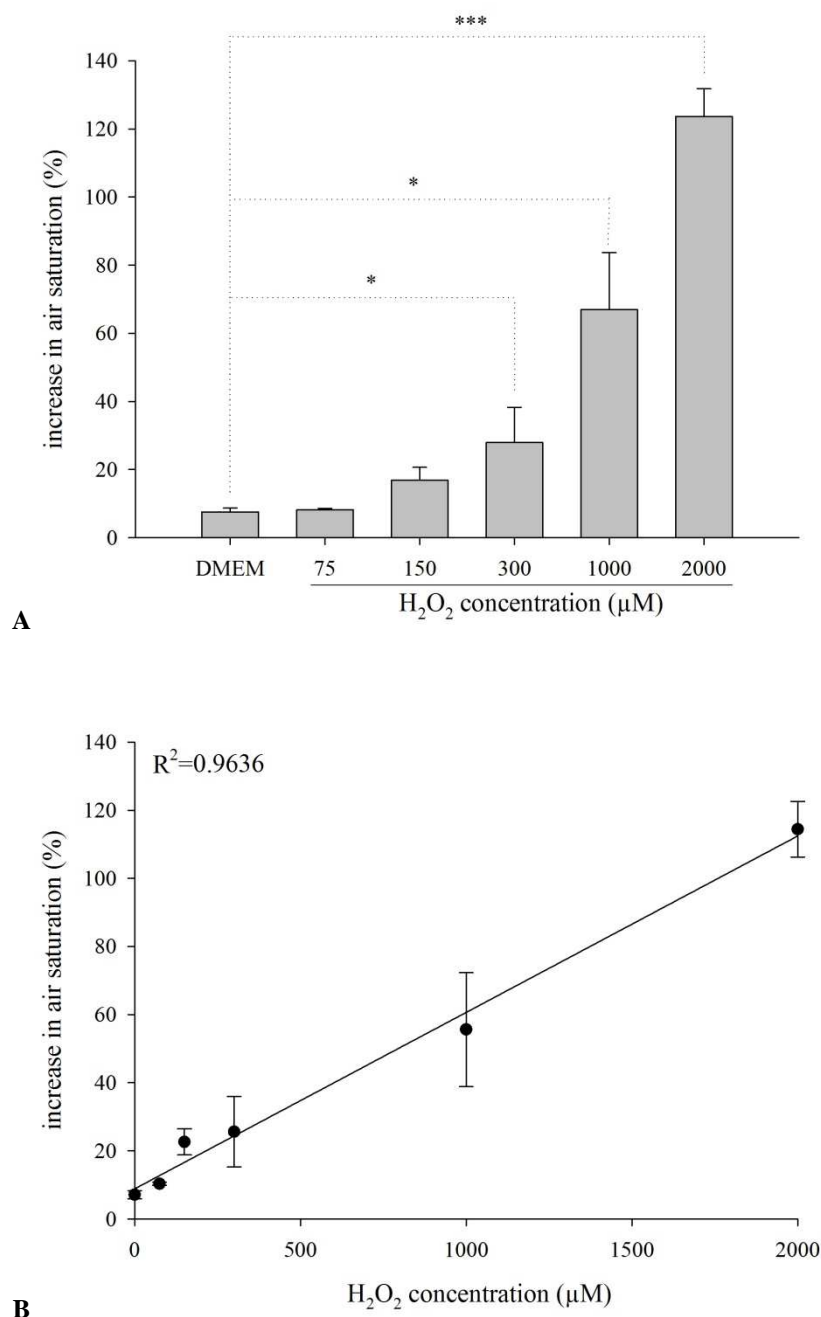 ***
140
120
100
80
60
40
20
0
*
*
increase in air saturation (%)
DMEM 75 150 300 1000 2000
H₂O₂ concentration (µM)
A
140
120
100
80
60
40
20
0
R²=0.9636
increase in air saturation (%)
0 500 1000 1500 2000
H₂O₂ concentration (µM)
B